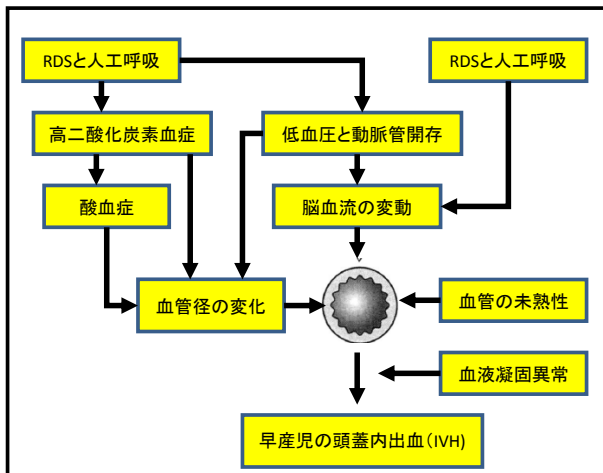 RDSと人工呼吸
RDSと人工呼吸
高二酸化炭素血症
低血圧と動脈管開存
酸血症
脳血流の変動
血管径の変化
血管の未熟性
血液凝固異常
早産児の頭蓋内出血(IVH)